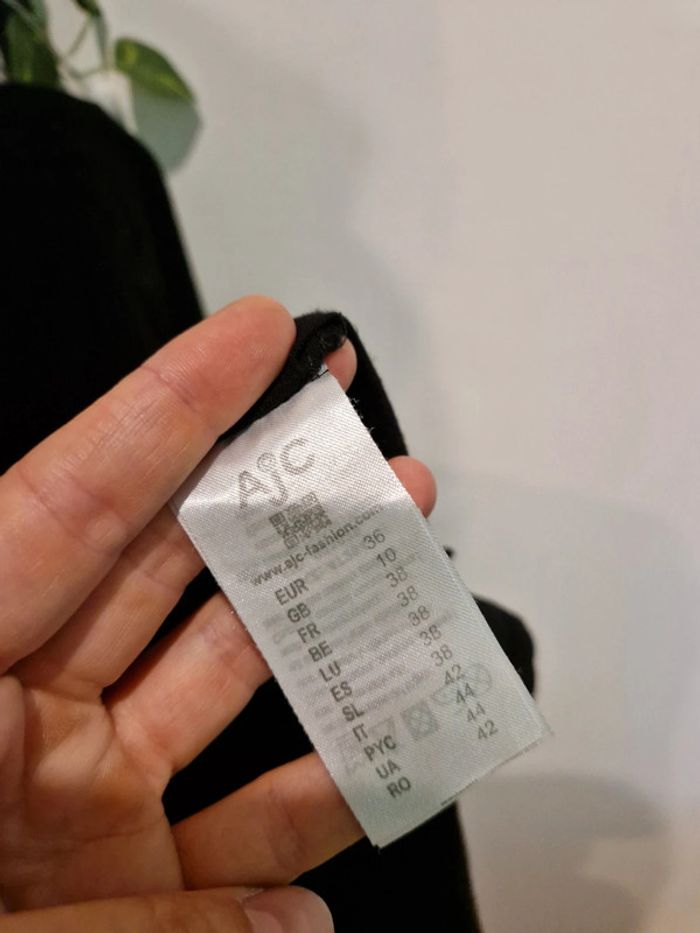 AJC
www.ajc-fashion.com
EUR 36
GB 10
FR 38
BE 38
LU 38
ES 38
SL 38
IT 42
РУС 44
UA 44
RO 42